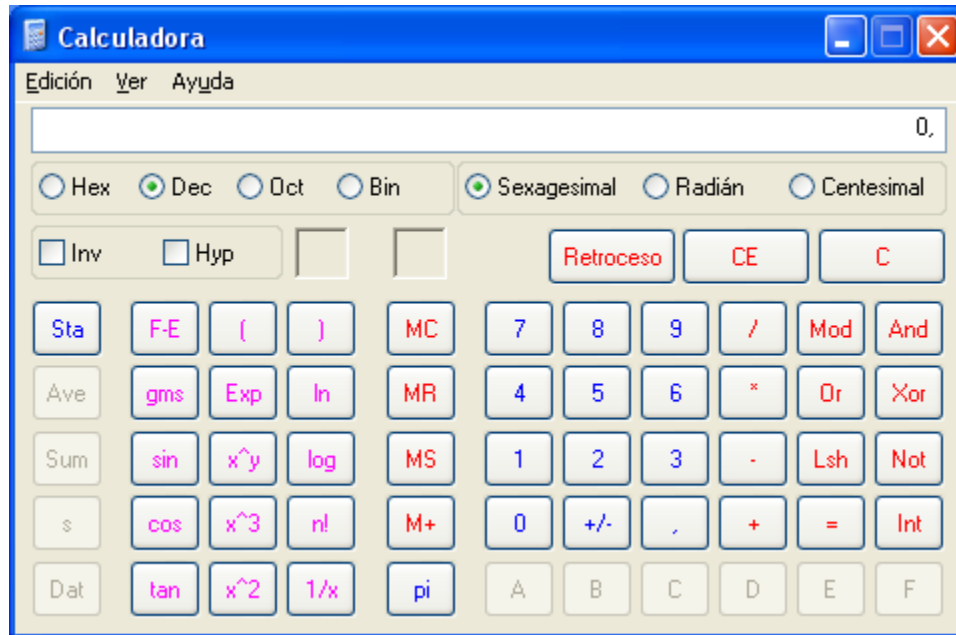 Calculadora
Edición Ver Ayuda
0,
Hex Dec Oct Bin Sexagesimal Radián Centesimal
Inv Hyp Retroceso CE C
Sta F-E ( ) MC 7 8 9 / Mod And
Ave gms Exp ln MR 4 5 6 * Or Xor
Sum sin x^y log MS 1 2 3 - Lsh Not
s cos x^3 n! M+ 0 +/- , + = Int
Dat tan x^2 1/x pi A B C D E F